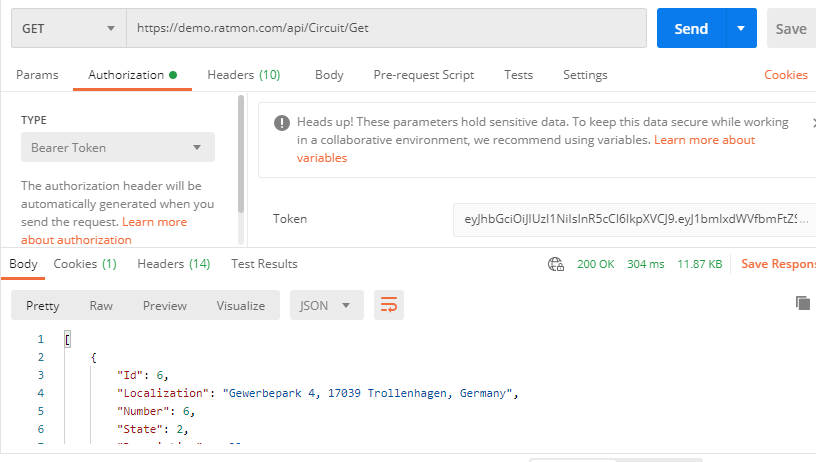 GET https://demo.ratmon.com/api/Circuit/Get Send Save
Params Authorization Headers (10) Body Pre-request Script Tests Settings Cookies
TYPE
Bearer Token
The authorization header will be
automatically generated when you
send the request. Learn more
about authorization
Heads up! These parameters hold sensitive data. To keep this data secure while working
in a collaborative environment, we recommend using variables. Learn more about
variables
Token
Body Cookies (1) Headers (14) Test Results 200 OK 304 ms 11.87 KB Save Respons
Pretty Raw Preview Visualize JSON
1 [
2 {
3 "Id": 6,
4 "Localization": "Gewerbepark 4, 17039 Trollenhagen, Germany",
5 "Number": 6,
6 "State": 2,